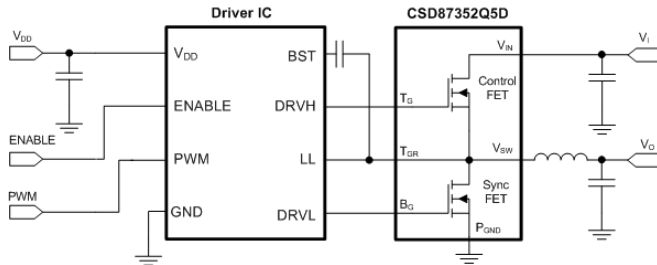 Driver IC
CSD87352Q5D
VDD
VDD
BST
VIN
VI
Control
FET
ENABLE
DRVH
TG
ENABLE
PWM
LL
TGR
VSW
VO
PWM
Sync
FET
GND
DRVL
BG
PGND